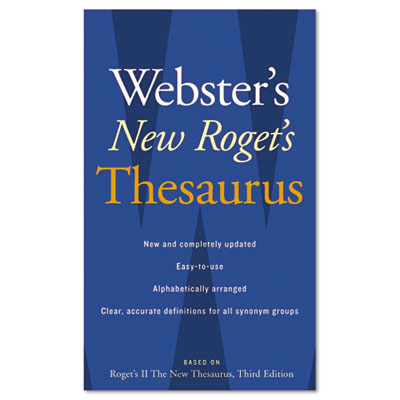 Webster's
New Roget's
Thesaurus
New and completely updated
Easy-to-use
Alphabetically arranged
Clear, accurate definitions for all synonym groups
BASED ON
Roget's II The New Thesaurus, Third Edition